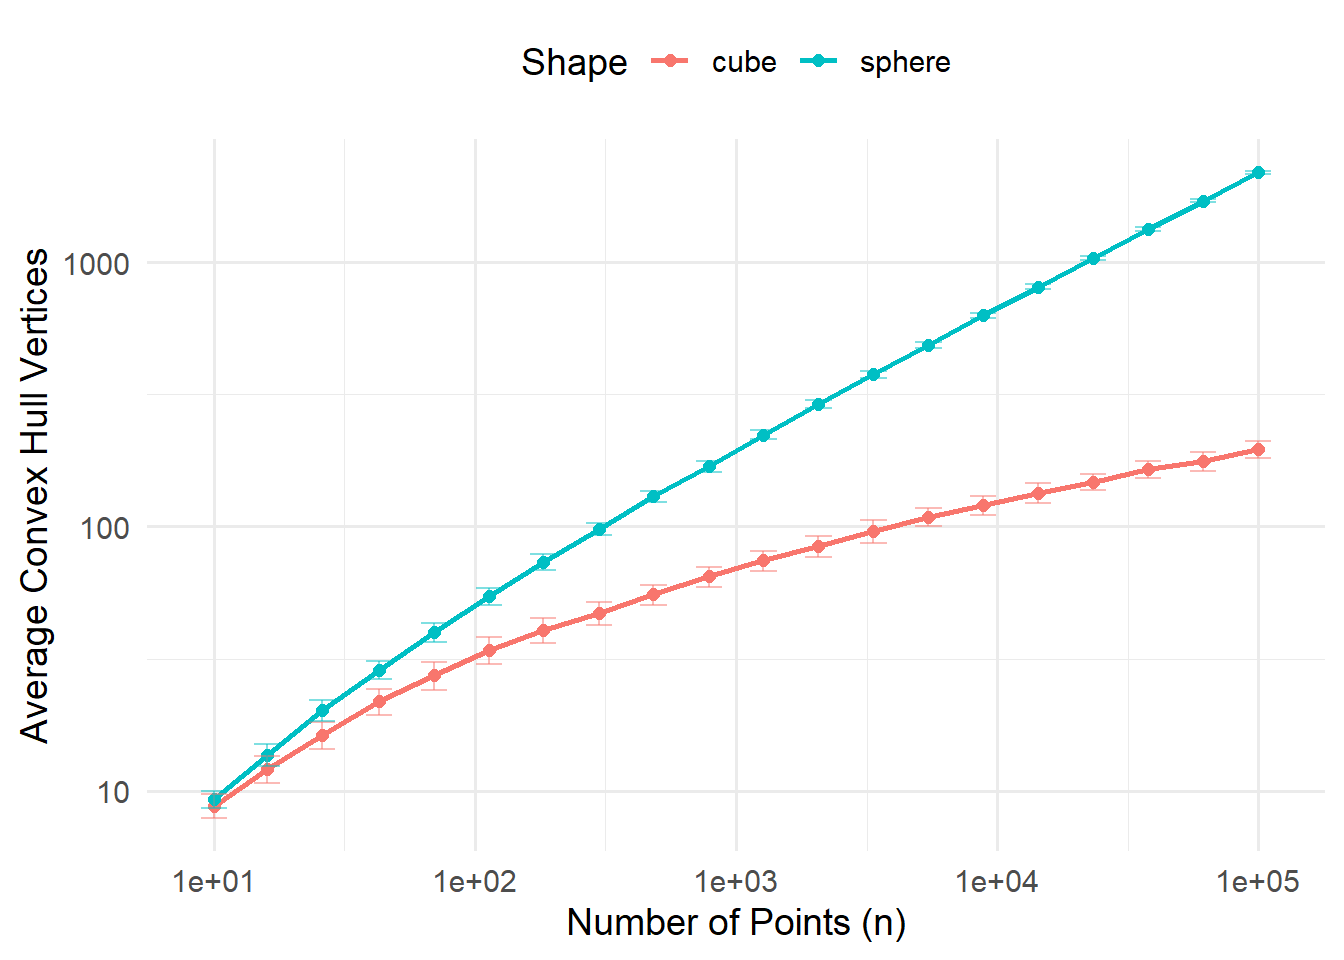 Shape cube sphere
Average Convex Hull Vertices
1000
100
10
1e+01 1e+02 1e+03 1e+04 1e+05
Number of Points (n)